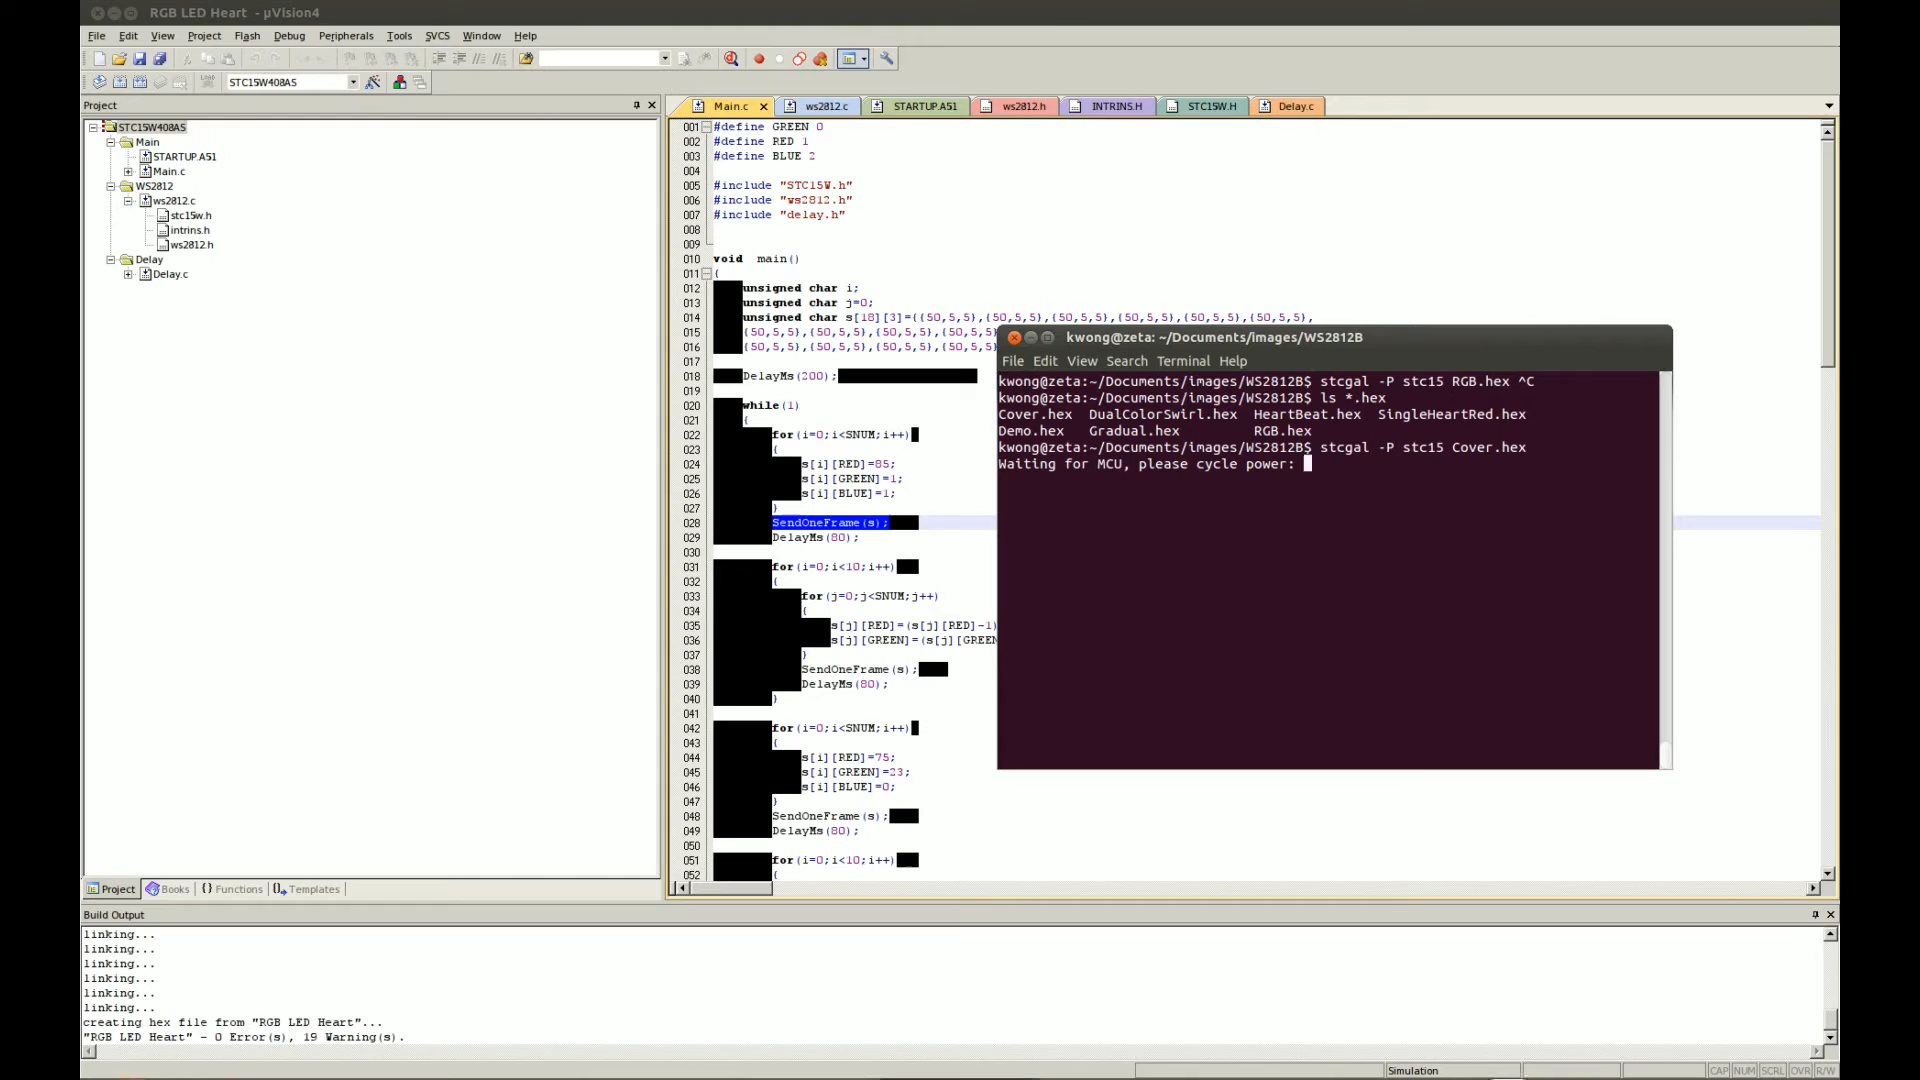 RGB LED Heart - µVision4
File Edit View Project Flash Debug Peripherals Tools SVCS Window Help
STC15W408AS
Project
STC15W408AS
Main
STARTUP.A51
Main.c
WS2812
ws2812.c
stc15w.h
intrins.h
ws2812.h
Delay
Delay.c
Project Books Functions Templates
Main.c ws2812.c STARTUP.A51 ws2812.h INTRINS.H STC15W.H Delay.c
001 #define GREEN 0
002 #define RED 1
003 #define BLUE 2
004
005 #include "STC15W.h"
006 #include "ws2812.h"
007 #include "delay.h"
008
009
010 void main()
011 {
012 unsigned char i;
013 unsigned char j=0;
014 unsigned char s[18][3]={{50,5,5},{50,5,5},{50,5,5},{50,5,5},{50,5,5},{50,5,5},
015 {50,5,5},{50,5,5},{50,5,5},{50,5,5}
016 {50,5,5},{50,5,5},{50,5,5},{50,5,5}
017
018 DelayMs(200);
019
020 while(1)
021 {
022 for(i=0;i<SNUM;i++)
023 {
024 s[i][RED]=85;
025 s[i][GREEN]=1;
026 s[i][BLUE]=1;
027 }
028 SendOneFrame(s);
029 DelayMs(80);
030
031 for(i=0;i<10;i++)
032 {
033 for(j=0;j<SNUM;j++)
034 {
035 s[j][RED]=(s[j][RED]-1)
036 s[j][GREEN]=(s[j][GREEN
037 }
038 SendOneFrame(s);
039 DelayMs(80);
040 }
041
042 for(i=0;i<SNUM;i++)
043 {
044 s[i][RED]=75;
045 s[i][GREEN]=23;
046 s[i][BLUE]=0;
047 }
048 SendOneFrame(s);
049 DelayMs(80);
050
051 for(i=0;i<10;i++)
052 {
kwong@zeta: ~/Documents/images/WS2812B
File Edit View Search Terminal Help
kwong@zeta:~/Documents/images/WS2812B$ stcgal -P stc15 RGB.hex ^C
kwong@zeta:~/Documents/images/WS2812B$ ls *.hex
Cover.hex DualColorSwirl.hex HeartBeat.hex SingleHeartRed.hex
Demo.hex Gradual.hex RGB.hex
kwong@zeta:~/Documents/images/WS2812B$ stcgal -P stc15 Cover.hex
Waiting for MCU, please cycle power:
Build Output
linking...
linking...
linking...
linking...
linking...
linking...
creating hex file from "RGB LED Heart"...
"RGB LED Heart" - 0 Error(s), 19 Warning(s).
Simulation CAP NUM SCRL OVR R/W